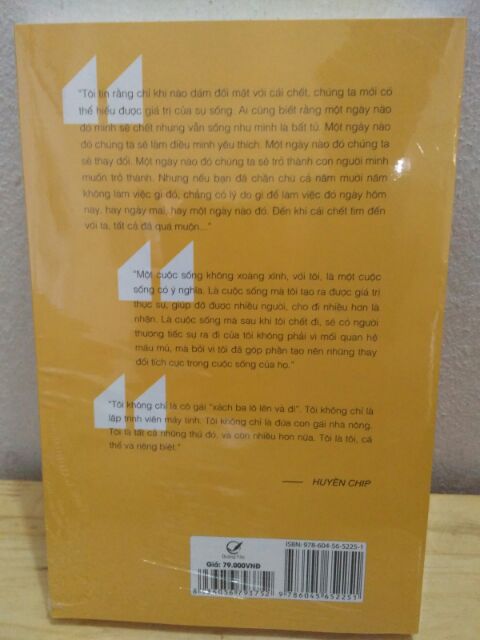 “Tôi tin rằng chỉ khi nào dám đối mặt với cái chết, chúng ta mới có
thể hiểu được giá trị của sự sống. Ai cũng biết rằng một ngày nào
đó mình sẽ chết nhưng vẫn sống như mình là bất tử. Một ngày nào
đó chúng ta sẽ làm điều mình yêu thích. Một ngày nào đó chúng ta
sẽ thay đổi. Một ngày nào đó chúng ta sẽ trở thành con người mình
muốn trở thành. Nhưng nếu bạn đã chần chừ cả năm mười năm
không làm việc gì đó, chẳng có lý do gì để làm việc đó ngày hôm
nay, hay ngày mai, hay một ngày nào đó. Đến khi cái chết tìm đến
với ta, tất cả đã quá muộn...”
“Một cuộc sống không xoàng xĩnh, với tôi, là một cuộc
sống có ý nghĩa. Là cuộc sống mà tôi tạo ra được giá trị
thực sự, giúp đỡ được nhiều người, cho đi nhiều hơn là
nhận. Là cuộc sống mà sau khi tôi chết đi, sẽ có người
thương tiếc sự ra đi của tôi không phải vì mối quan hệ
máu mủ, mà bởi vì tôi đã góp phần tạo nên những thay
đổi tích cực trong cuộc sống của họ.”
“Tôi không chỉ là cô gái “xách ba lô lên và đi”. Tôi không chỉ là
lập trình viên máy tính. Tôi không chỉ là đứa con gái nhà nông.
Tôi là tất cả những thứ đó, và còn nhiều hơn nữa. Tôi là tôi, cá
thể và riêng biệt.”
HUYỀN CHIP
ISBN: 978-604-56-5225-1
Quảng Văn
Giá: 79.000VNĐ
9 786045 652251